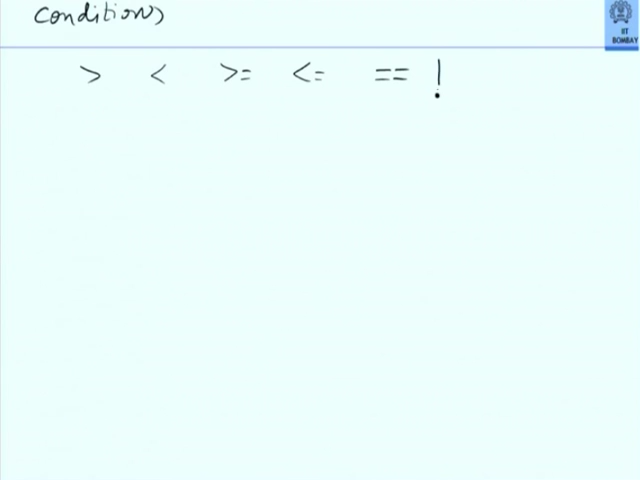 Conditions
> < >= <= == !
IIT
BOMBAY